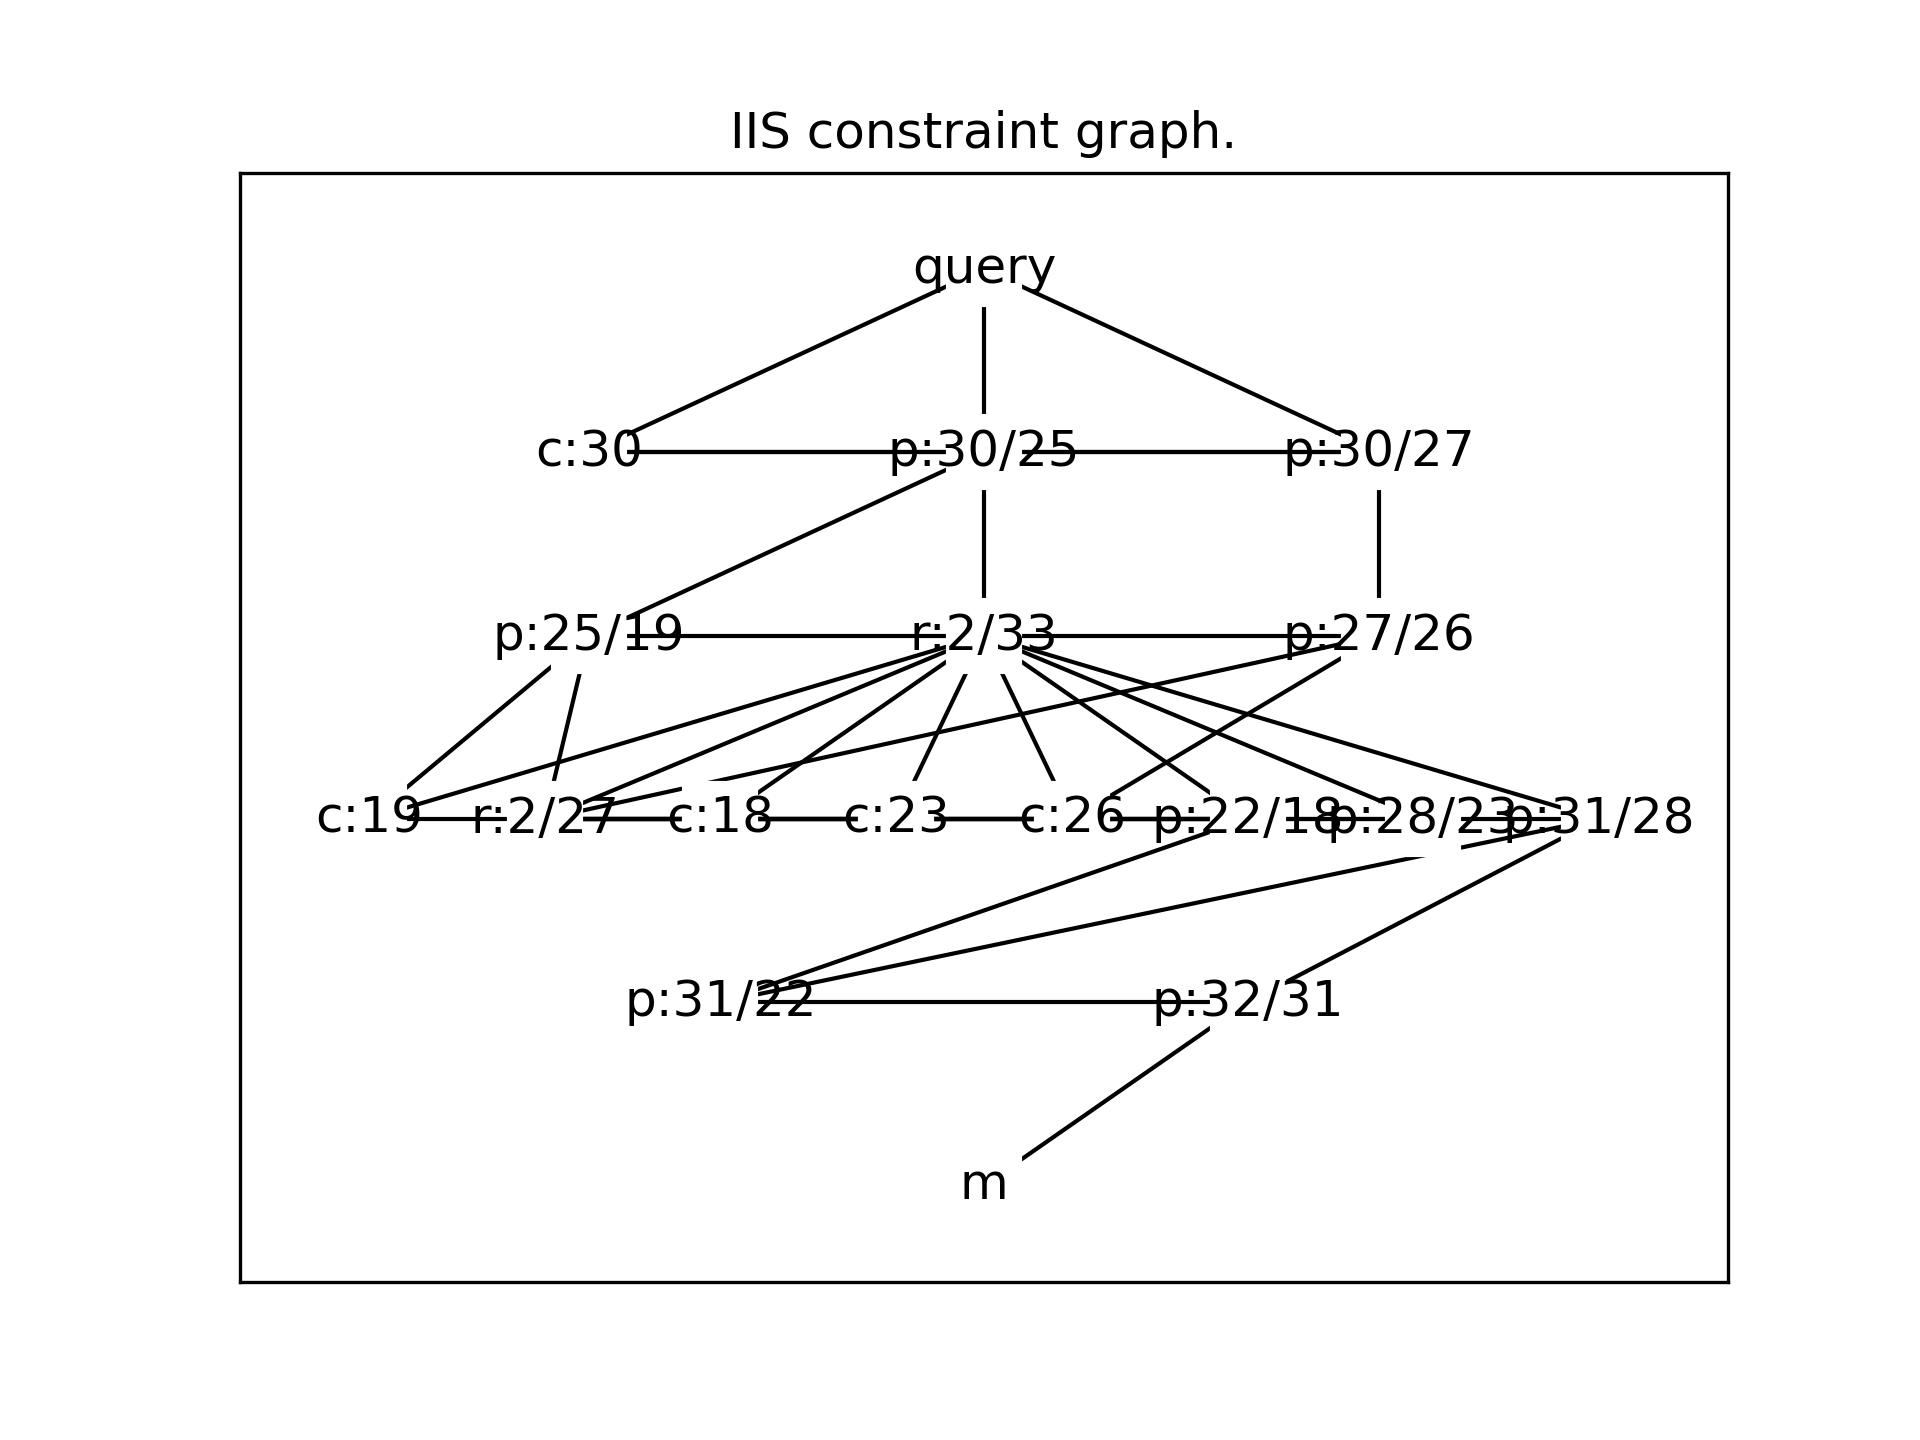 IIS constraint graph.
query
c:30 p:30/25 p:30/27
p:25/19 r:2/33 p:27/26
c:19 r:2/27 c:18 c:23 c:26 p:22/18 p:28/23 p:31/28
p:31/22 p:32/31
m